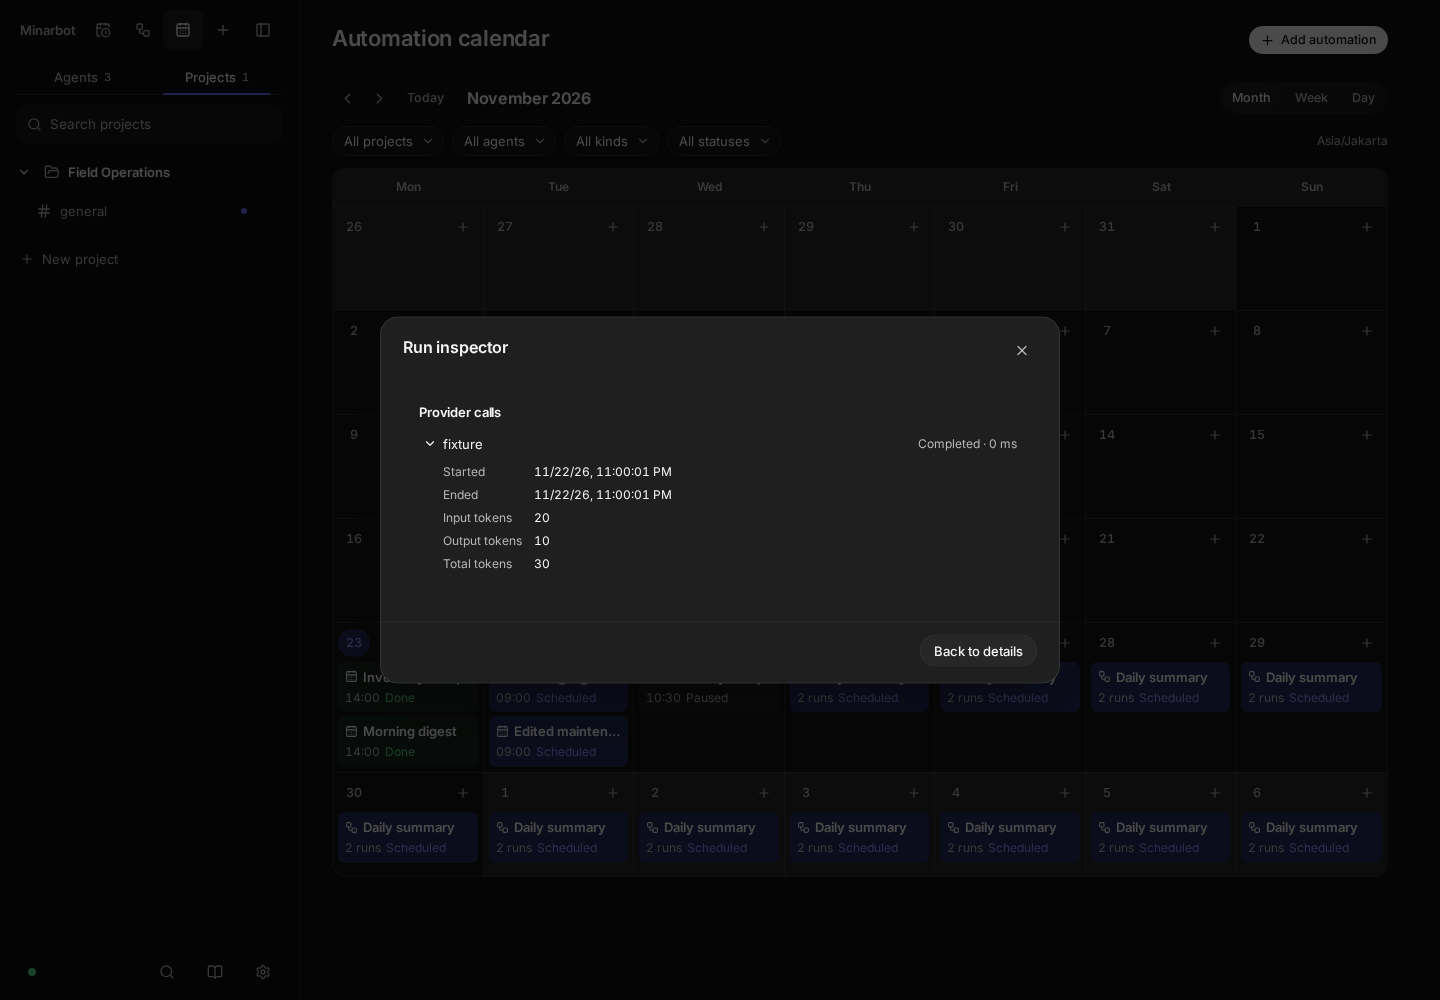 Minarbot
Agents 3
Projects 1
Search projects
Field Operations
general
New project
Automation calendar
Add automation
Today
November 2026
Month
Week
Day
All projects
All agents
All kinds
All statuses
Asia/Jakarta
Mon
Tue
Wed
Thu
Fri
Sat
Sun
26
27
28
29
30
31
1
2
7
8
9
14
15
16
21
22
Run inspector
Provider calls
fixture
Completed · 0 ms
Started 11/22/26, 11:00:01 PM
Ended 11/22/26, 11:00:01 PM
Input tokens 20
Output tokens 10
Total tokens 30
Back to details
23
28
29
14:00 Done
09:00 Scheduled
10:30 Paused
2 runs Scheduled
2 runs Scheduled
Daily summary
2 runs Scheduled
Daily summary
2 runs Scheduled
Morning digest
14:00 Done
Edited mainten...
09:00 Scheduled
30
1
2
3
4
5
6
Daily summary
2 runs Scheduled
Daily summary
2 runs Scheduled
Daily summary
2 runs Scheduled
Daily summary
2 runs Scheduled
Daily summary
2 runs Scheduled
Daily summary
2 runs Scheduled
Daily summary
2 runs Scheduled